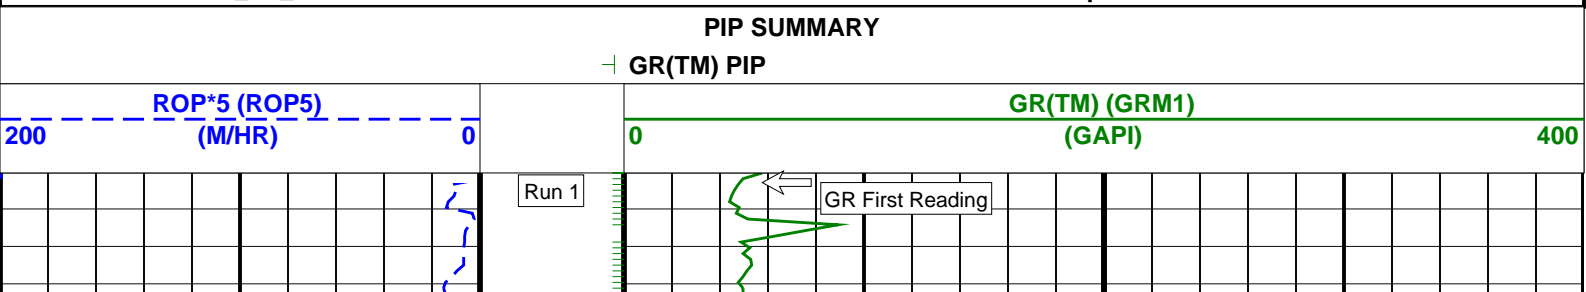 PIP SUMMARY
GR(TM) PIP
ROP*5 (ROP5)
200 (M/HR) 0
GR(TM) (GRM1)
0 (GAPI) 400
Run 1
GR First Reading